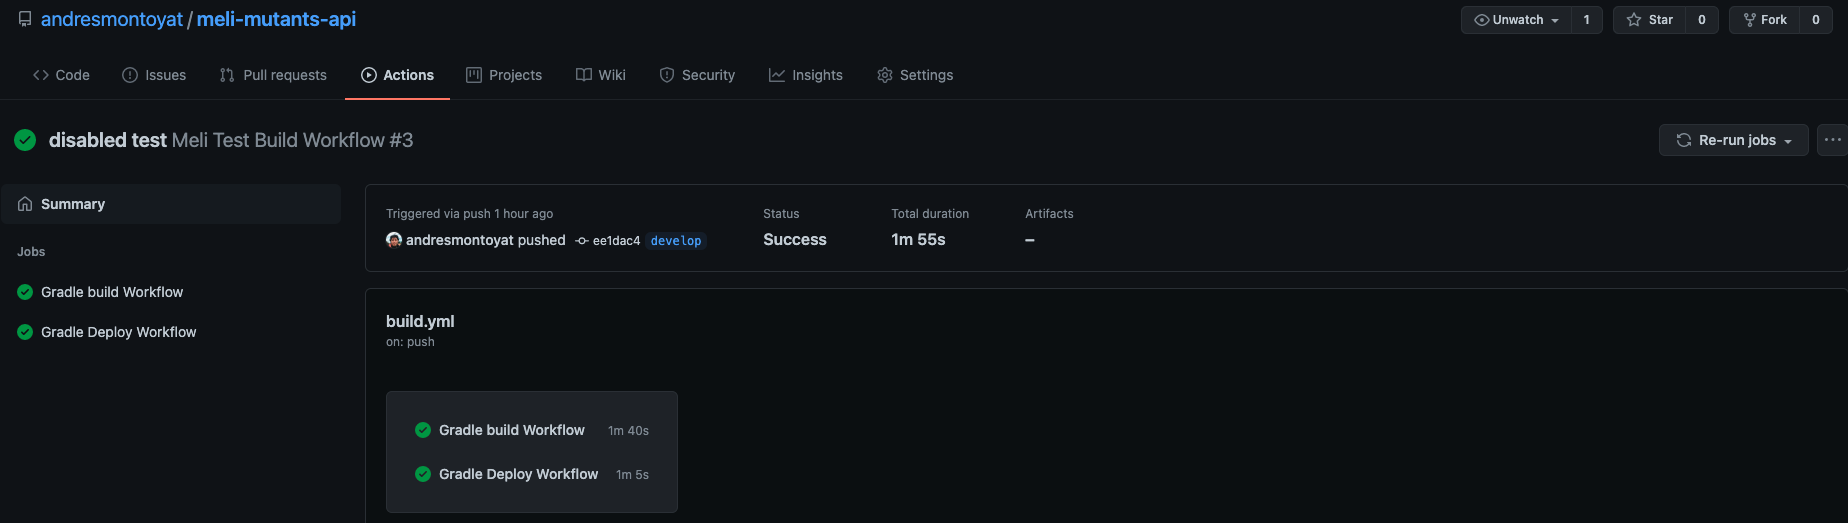 andresmontoyat / meli-mutants-api
Unwatch 1 Star 0 Fork 0
Code Issues Pull requests Actions Projects Wiki Security Insights Settings
disabled test Meli Test Build Workflow #3
Re-run jobs ...
Summary
Jobs
Gradle build Workflow
Gradle Deploy Workflow
Triggered via push 1 hour ago
andresmontoyat pushed ee1dac4 develop
Status
Success
Total duration
1m 55s
Artifacts
–
build.yml
on: push
Gradle build Workflow 1m 40s
Gradle Deploy Workflow 1m 5s